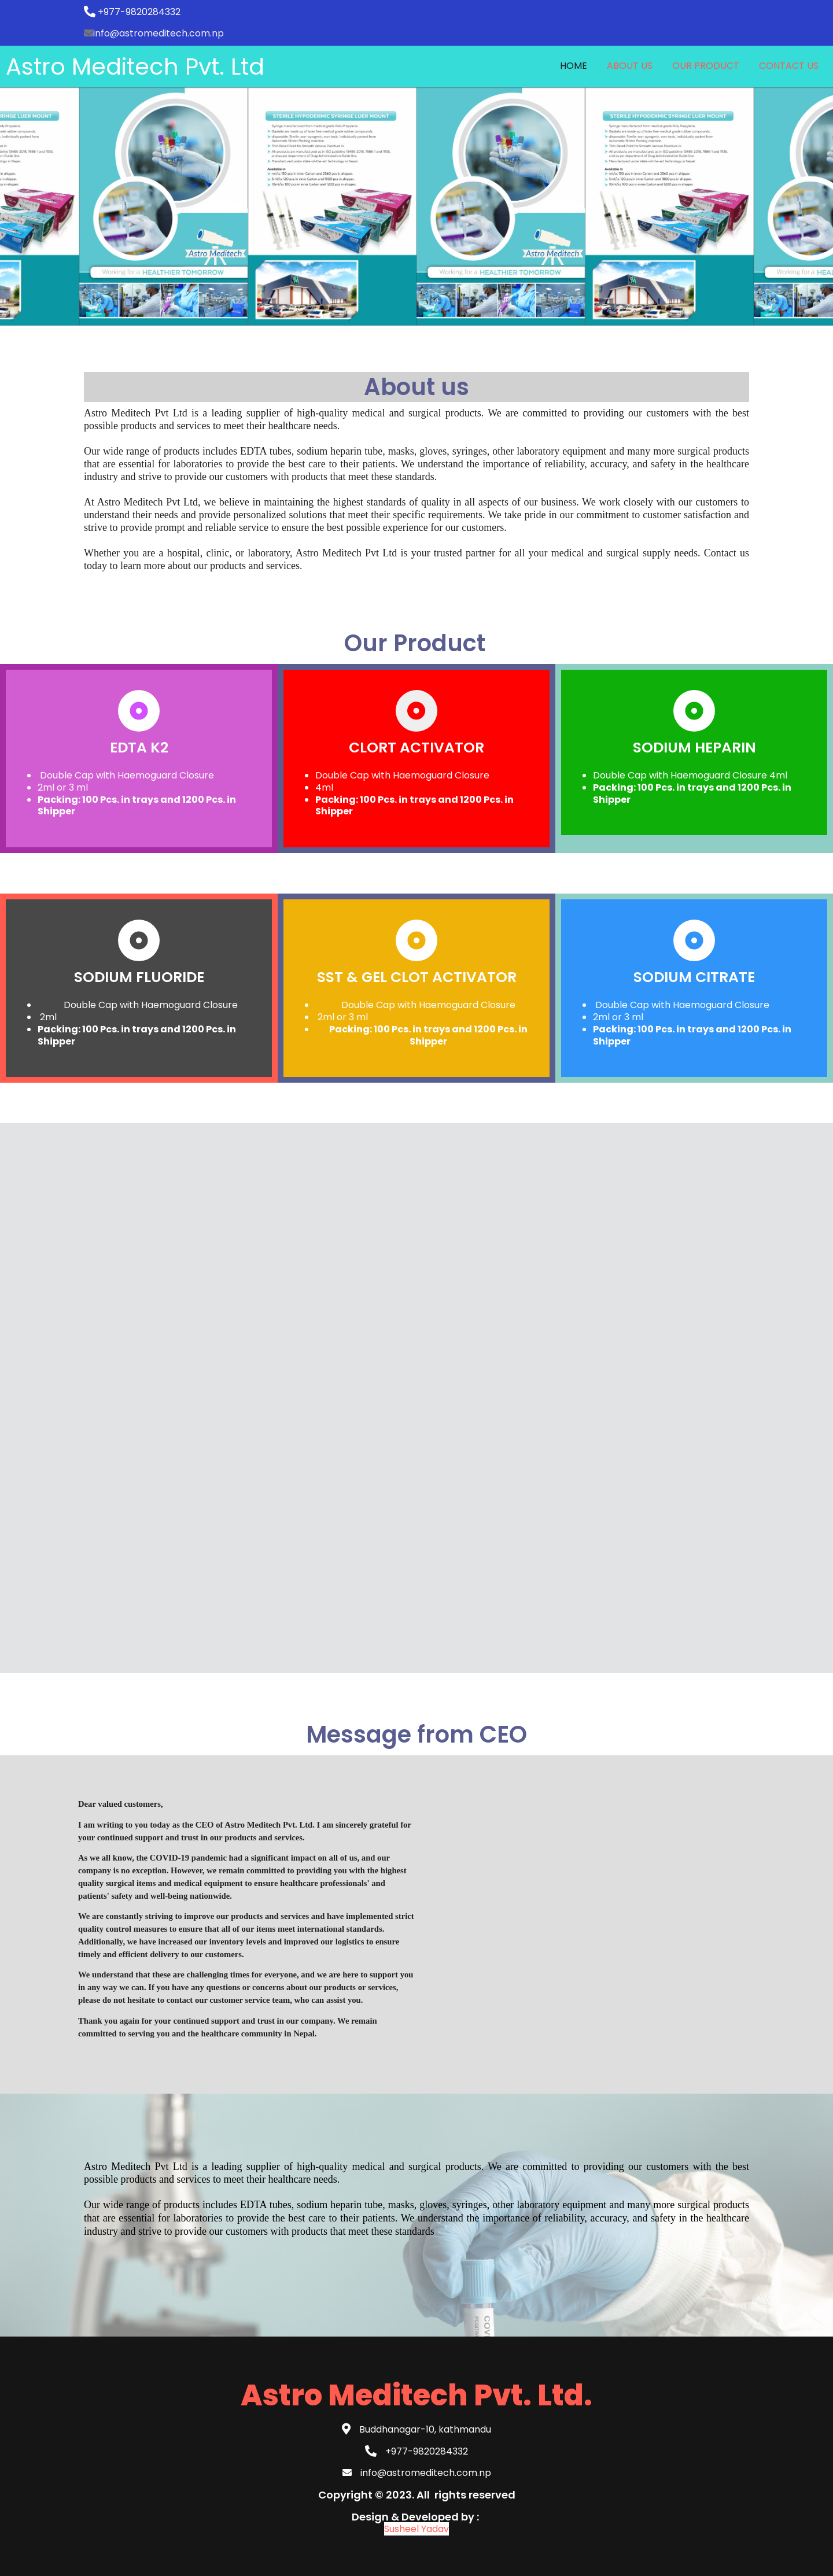 +977-9820284332
info@astromeditech.com.np
Astro Meditech Pvt. Ltd
HOME ABOUT US OUR PRODUCT CONTACT US
STERILE HYPODERMIC SYRINGE LUER MOUNT
STERILE HYPODERMIC SYRINGE LUER MOUNT
Astro Meditech
Astro Meditech
Working for a HEALTHIER TOMORROW
Working for a HEALTHIER TOMORROW
About us
Astro Meditech Pvt Ltd is a leading supplier of high-quality medical and surgical products. We are committed to providing our customers with the best
possible products and services to meet their healthcare needs.
Our wide range of products includes EDTA tubes, sodium heparin tube, masks, gloves, syringes, other laboratory equipment and many more surgical products
that are essential for laboratories to provide the best care to their patients. We understand the importance of reliability, accuracy, and safety in the healthcare
industry and strive to provide our customers with products that meet these standards.
At Astro Meditech Pvt Ltd, we believe in maintaining the highest standards of quality in all aspects of our business. We work closely with our customers to
understand their needs and provide personalized solutions that meet their specific requirements. We take pride in our commitment to customer satisfaction and
strive to provide prompt and reliable service to ensure the best possible experience for our customers.
Whether you are a hospital, clinic, or laboratory, Astro Meditech Pvt Ltd is your trusted partner for all your medical and surgical supply needs. Contact us
today to learn more about our products and services.
Our Product
EDTA K2
Double Cap with Haemoguard Closure
2ml or 3 ml
Packing: 100 Pcs. in trays and 1200 Pcs. in
Shipper
CLORT ACTIVATOR
Double Cap with Haemoguard Closure
4ml
Packing: 100 Pcs. in trays and 1200 Pcs. in
Shipper
SODIUM HEPARIN
Double Cap with Haemoguard Closure 4ml
Packing: 100 Pcs. in trays and 1200 Pcs. in
Shipper
SODIUM FLUORIDE
Double Cap with Haemoguard Closure
2ml
Packing: 100 Pcs. in trays and 1200 Pcs. in
Shipper
SST & GEL CLOT ACTIVATOR
Double Cap with Haemoguard Closure
2ml or 3 ml
Packing: 100 Pcs. in trays and 1200 Pcs. in
Shipper
SODIUM CITRATE
Double Cap with Haemoguard Closure
2ml or 3 ml
Packing: 100 Pcs. in trays and 1200 Pcs. in
Shipper
Message from CEO
Dear valued customers,
I am writing to you today as the CEO of Astro Meditech Pvt. Ltd. I am sincerely grateful for
your continued support and trust in our products and services.
As we all know, the COVID-19 pandemic had a significant impact on all of us, and our
company is no exception. However, we remain committed to providing you with the highest
quality surgical items and medical equipment to ensure healthcare professionals' and
patients' safety and well-being nationwide.
We are constantly striving to improve our products and services and have implemented strict
quality control measures to ensure that all of our items meet international standards.
Additionally, we have increased our inventory levels and improved our logistics to ensure
timely and efficient delivery to our customers.
We understand that these are challenging times for everyone, and we are here to support you
in any way we can. If you have any questions or concerns about our products or services,
please do not hesitate to contact our customer service team, who can assist you.
Thank you again for your continued support and trust in our company. We remain
committed to serving you and the healthcare community in Nepal.
Astro Meditech Pvt Ltd is a leading supplier of high-quality medical and surgical products. We are committed to providing our customers with the best
possible products and services to meet their healthcare needs.
Our wide range of products includes EDTA tubes, sodium heparin tube, masks, gloves, syringes, other laboratory equipment and many more surgical products
that are essential for laboratories to provide the best care to their patients. We understand the importance of reliability, accuracy, and safety in the healthcare
industry and strive to provide our customers with products that meet these standards
Astro Meditech Pvt. Ltd.
Buddhanagar-10, kathmandu
+977-9820284332
info@astromeditech.com.np
Copyright © 2023. All rights reserved
Design & Developed by :
Susheel Yadav